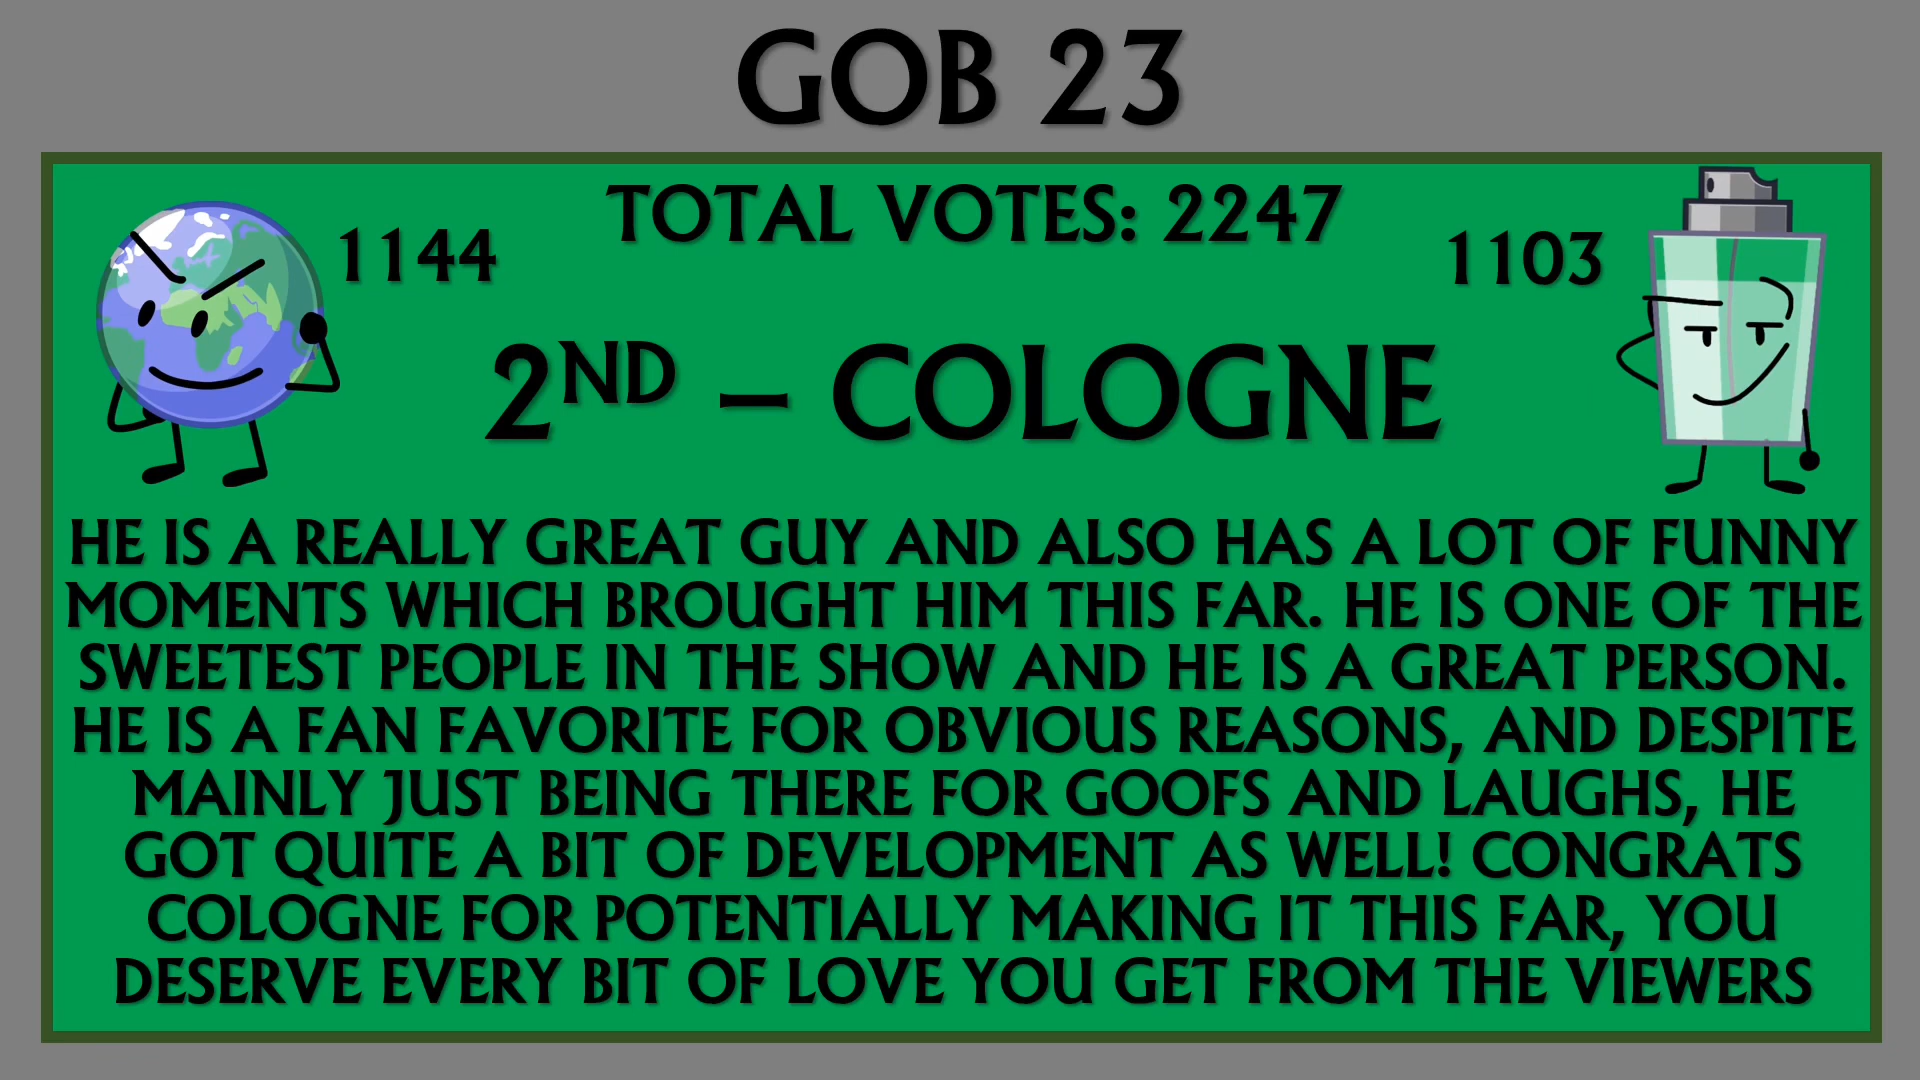 GOB 23
TOTAL VOTES: 2247
1144
1103
2ND – COLOGNE
HE IS A REALLY GREAT GUY AND ALSO HAS A LOT OF FUNNY
MOMENTS WHICH BROUGHT HIM THIS FAR. HE IS ONE OF THE
SWEETEST PEOPLE IN THE SHOW AND HE IS A GREAT PERSON.
HE IS A FAN FAVORITE FOR OBVIOUS REASONS, AND DESPITE
MAINLY JUST BEING THERE FOR GOOFS AND LAUGHS, HE
GOT QUITE A BIT OF DEVELOPMENT AS WELL! CONGRATS
COLOGNE FOR POTENTIALLY MAKING IT THIS FAR, YOU
DESERVE EVERY BIT OF LOVE YOU GET FROM THE VIEWERS